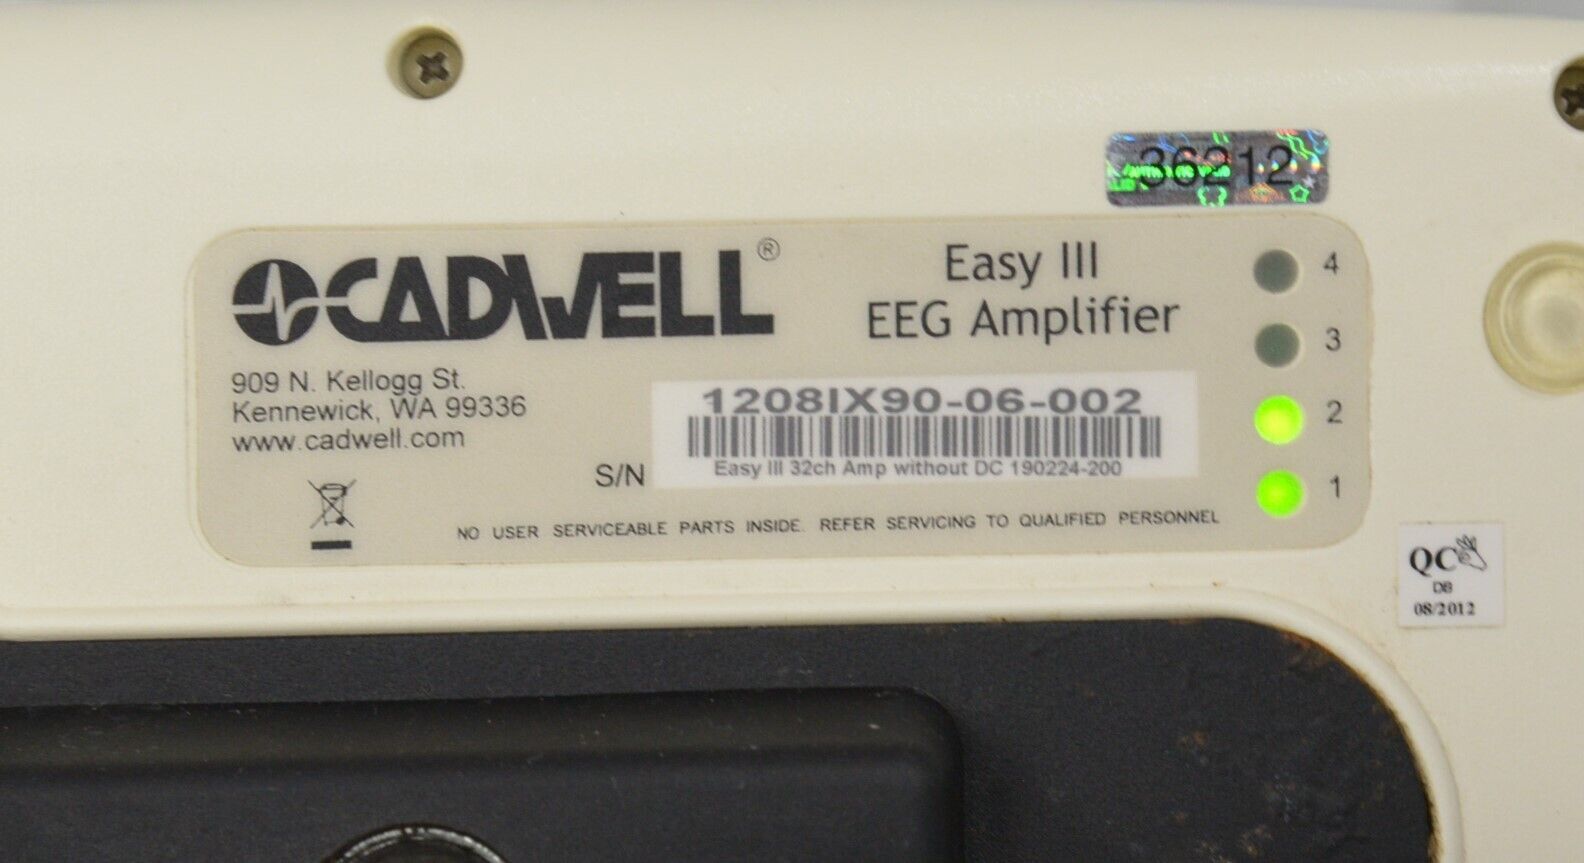 36212
CADWELL®
Easy III
EEG Amplifier
909 N. Kellogg St.
Kennewick, WA 99336
www.cadwell.com
S/N
1208IX90-06-002
Easy III 32ch Amp without DC 190224-200
NO USER SERVICEABLE PARTS INSIDE. REFER SERVICING TO QUALIFIED PERSONNEL
4
3
2
1
QC
DB
08/2012